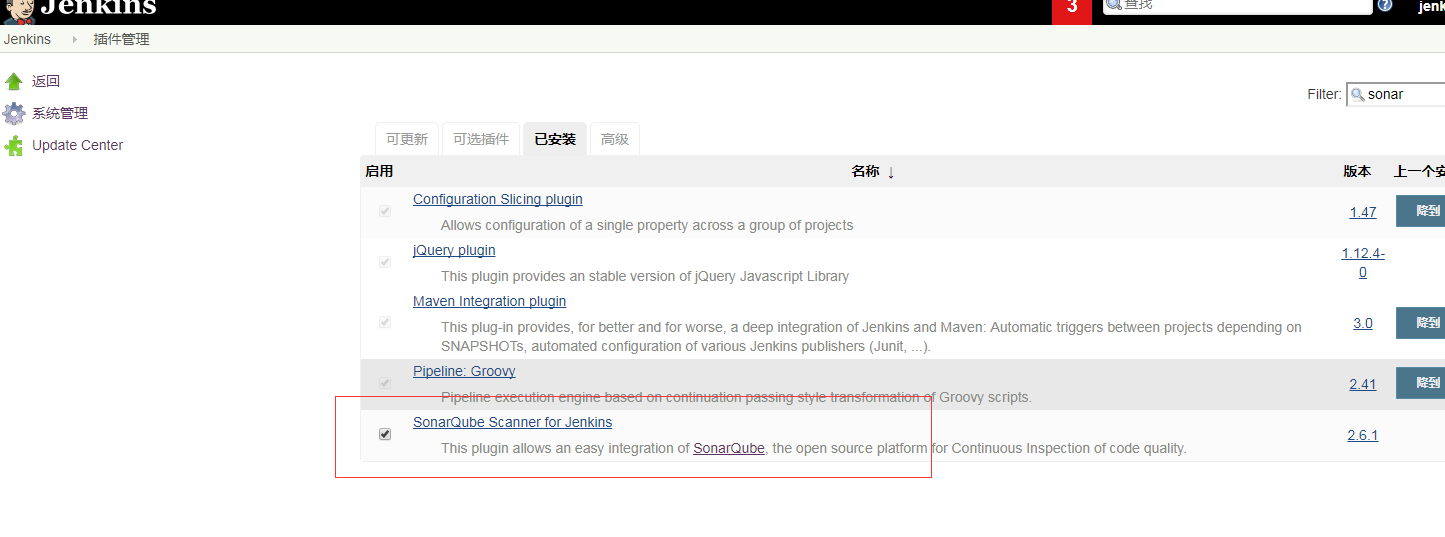 Jenkins
3
查找
jenk
Jenkins
插件管理
返回
系统管理
Update Center
Filter:
sonar
可更新
可选插件
已安装
高级
启用
名称 ↓
版本
上一个安
Configuration Slicing plugin
Allows configuration of a single property across a group of projects
1.47
降到
jQuery plugin
This plugin provides an stable version of jQuery Javascript Library
1.12.4-
0
Maven Integration plugin
This plug-in provides, for better and for worse, a deep integration of Jenkins and Maven: Automatic triggers between projects depending on
SNAPSHOTs, automated configuration of various Jenkins publishers (Junit, ...).
3.0
降到
Pipeline: Groovy
Pipeline execution engine based on continuation passing style transformation of Groovy scripts.
2.41
降到
SonarQube Scanner for Jenkins
This plugin allows an easy integration of SonarQube, the open source platform for Continuous Inspection of code quality.
2.6.1